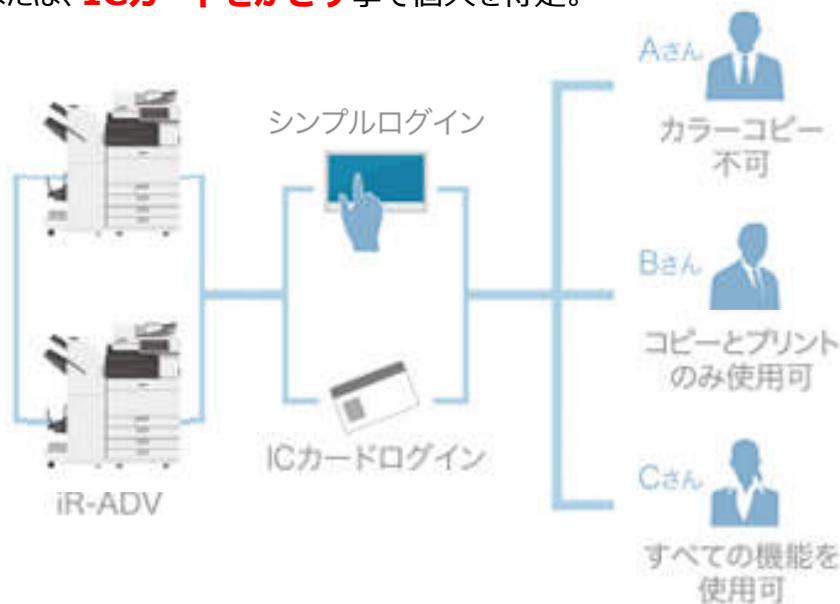 ICカードをかざす事で個人を特定。
シンプルログイン
ICカードログイン
iR-ADV
Aさん
カラーコピー
不可
Bさん
コピーとプリント
のみ使用可
Cさん
すべての機能を
使用可